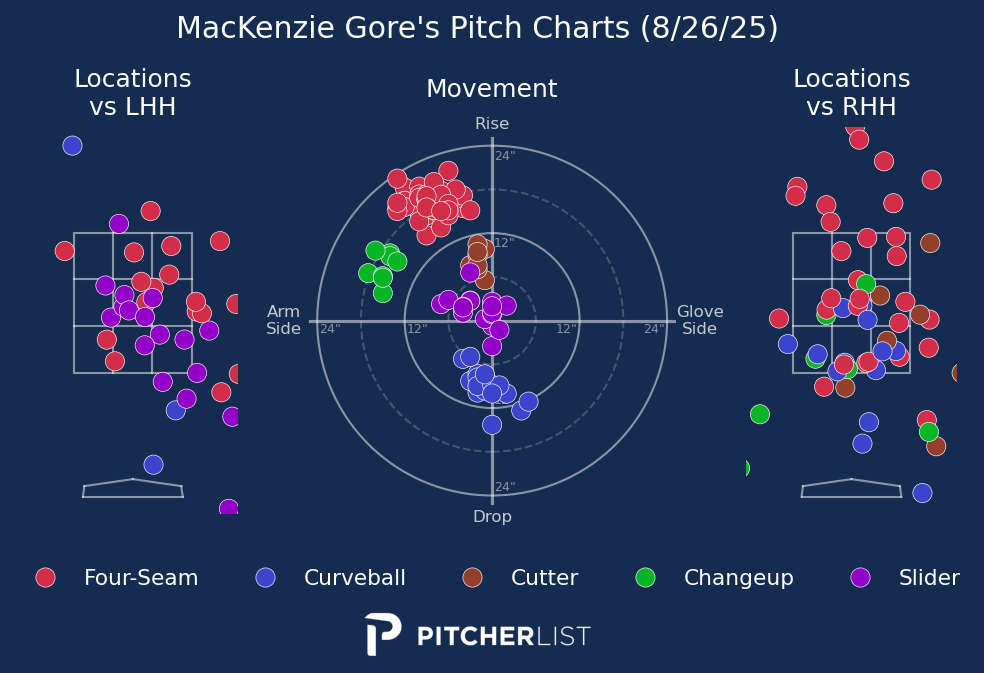 MacKenzie Gore's Pitch Charts (8/26/25)
Locations
vs LHH
Movement
Locations
vs RHH
Rise
24"
12"
Arm
Side
24"
12"
12"
24"
Glove
Side
24"
Drop
Four-Seam
Curveball
Cutter
Changeup
Slider
PITCHERLIST